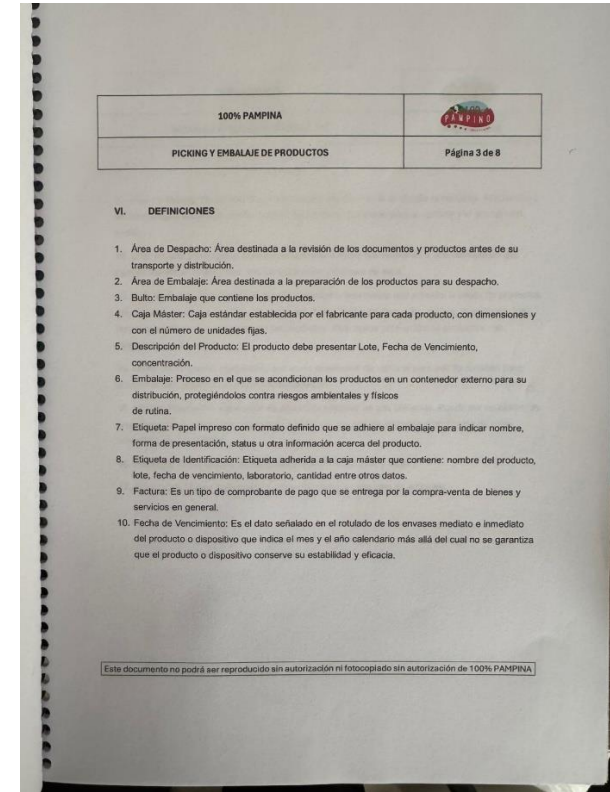 100% PAMPINA
PAMPINO
PICKING Y EMBALAJE DE PRODUCTOS
Página 3 de 8
VI. DEFINICIONES
1. Área de Despacho: Área destinada a la revisión de los documentos y productos antes de su
transporte y distribución.
2. Área de Embalaje: Área destinada a la preparación de los productos para su despacho.
3. Bulto: Embalaje que contiene los productos.
4. Caja Máster: Caja estándar establecida por el fabricante para cada producto, con dimensiones y
con el número de unidades fijas.
5. Descripción del Producto: El producto debe presentar Lote, Fecha de Vencimiento,
concentración.
6. Embalaje: Proceso en el que se acondicionan los productos en un contenedor externo para su
distribución, protegiéndolos contra riesgos ambientales y físicos
de rutina.
7. Etiqueta: Papel impreso con formato definido que se adhiere al embalaje para indicar nombre,
forma de presentación, status u otra información acerca del producto.
8. Etiqueta de Identificación: Etiqueta adherida a la caja máster que contiene: nombre del producto,
lote, fecha de vencimiento, laboratorio, cantidad entre otros datos.
9. Factura: Es un tipo de comprobante de pago que se entrega por la compra-venta de bienes y
servicios en general.
10. Fecha de Vencimiento: Es el dato señalado en el rotulado de los envases mediato e inmediato
del producto o dispositivo que indica el mes y el año calendario más allá del cual no se garantiza
que el producto o dispositivo conserve su estabilidad y eficacia.
Este documento no podrá ser reproducido sin autorización ni fotocopiado sin autorización de 100% PAMPINA